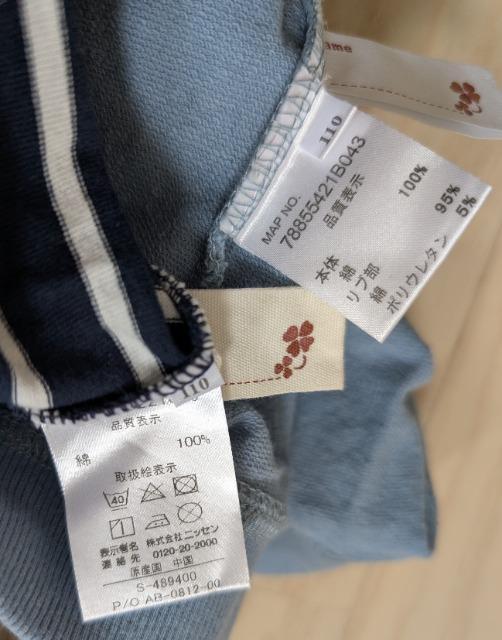 ame
110
MAP NO.
78855421B043
品質表示
本体
綿 100%
リブ部
綿 95%
ポリウレタン 5%
110
品質表示
綿 100%
取扱絵表示
40
表示者名 株式会社ニッセン
連絡先 0120-20-2000
原産国 中国
S-489400
P/O AB-0812-00